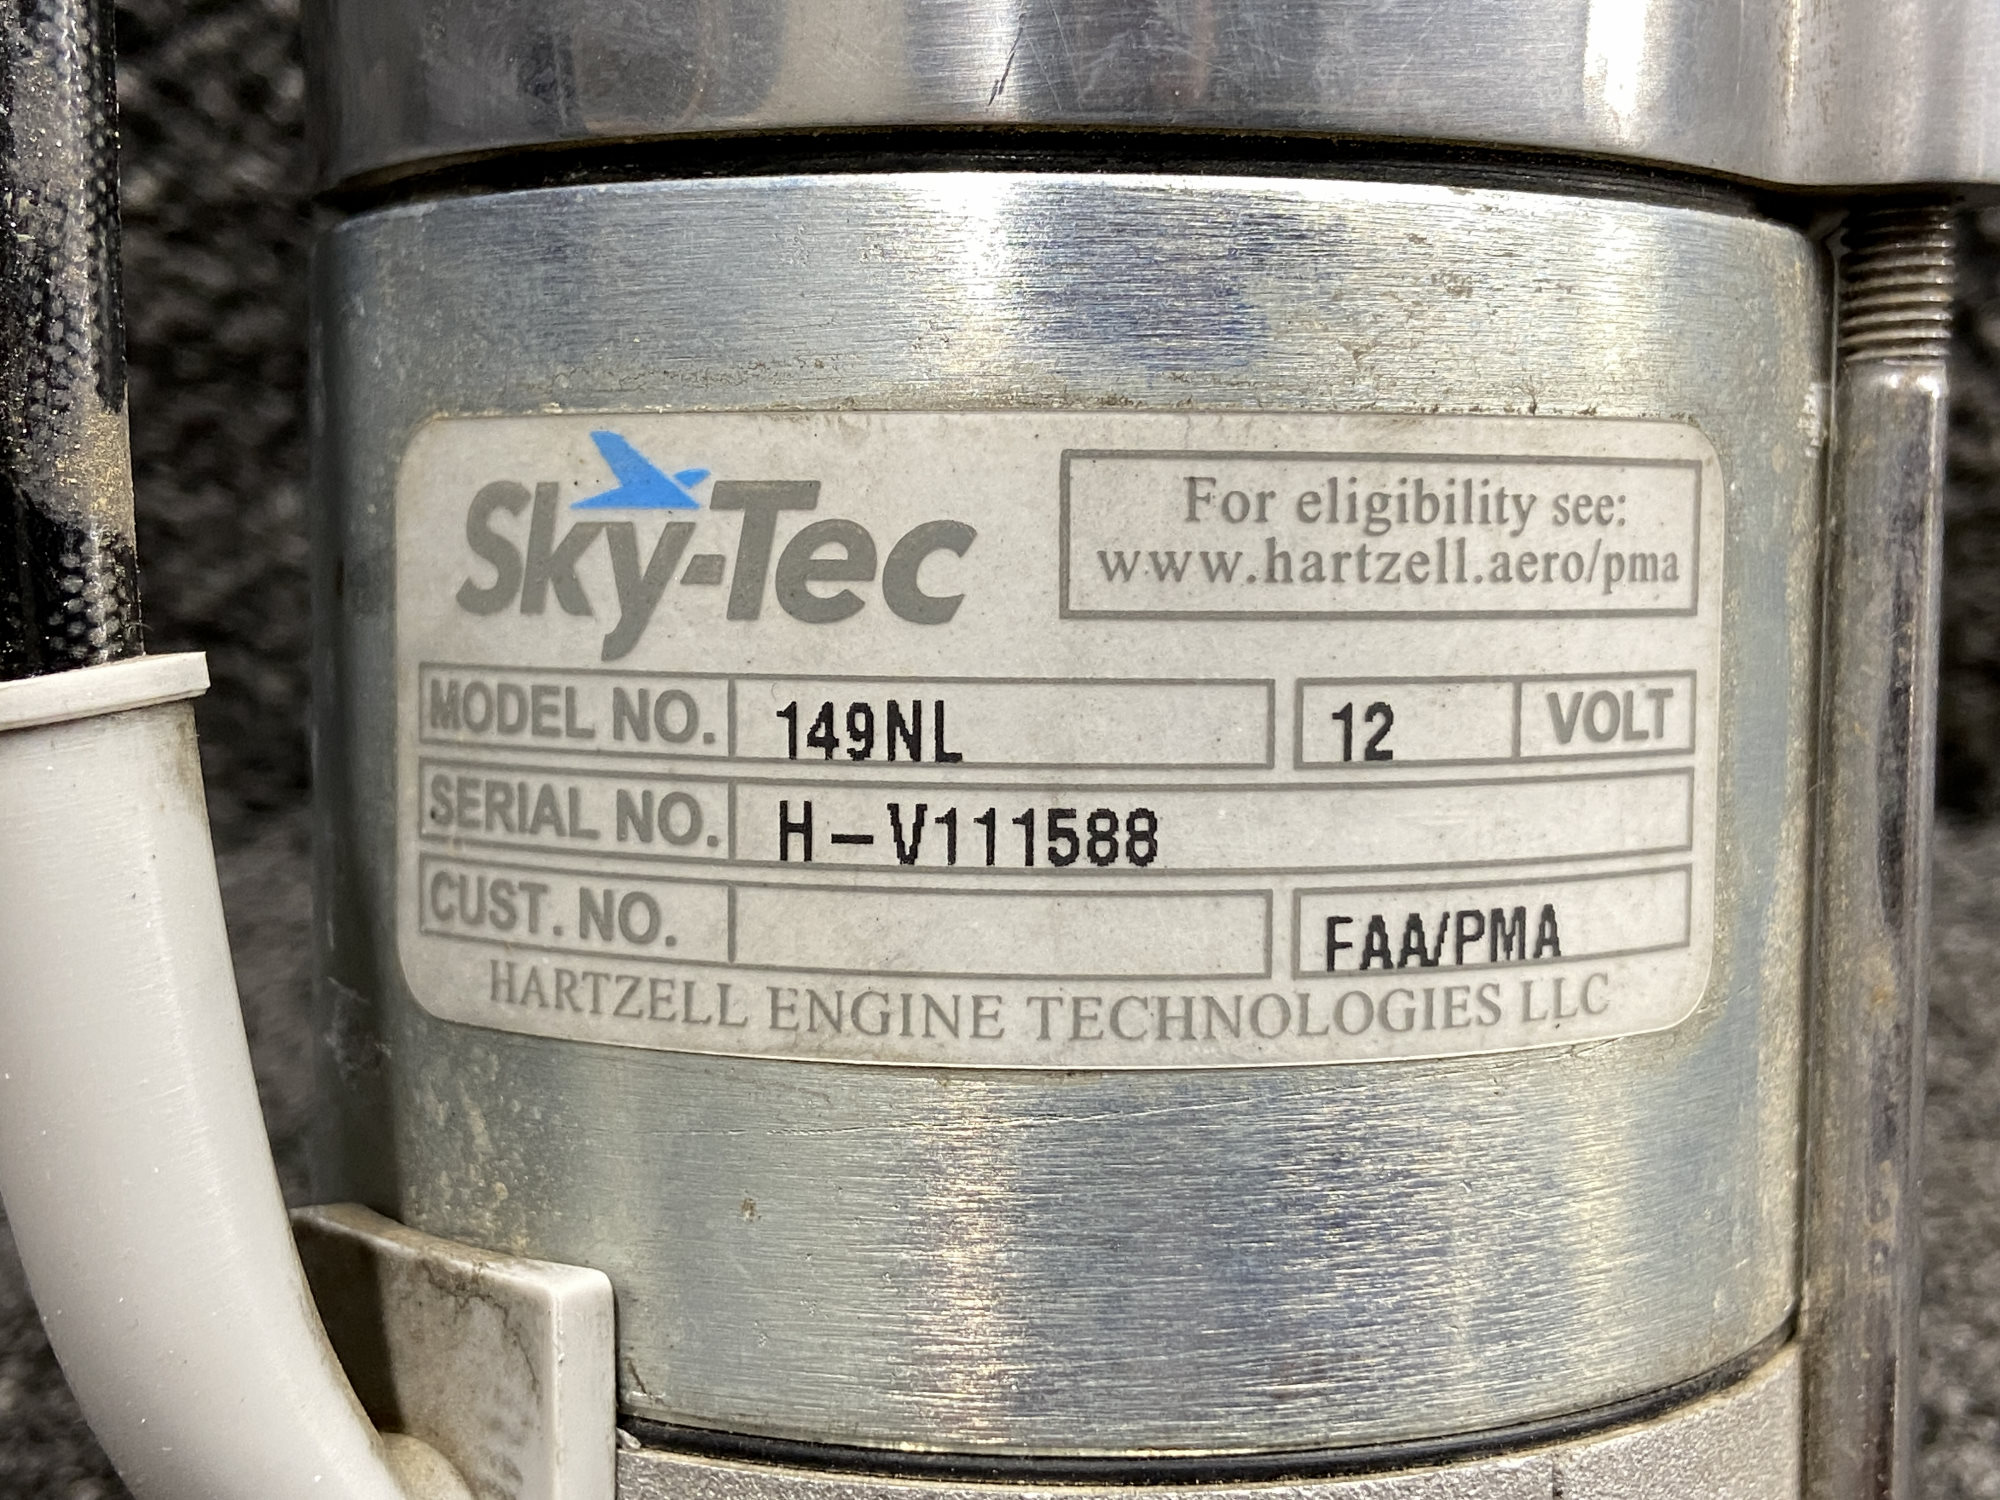 Sky-Tec
For eligibility see:
www.hartzell.aero/pma
MODEL NO. 149NL 12 VOLT
SERIAL NO. H-V111588
CUST. NO. FAA/PMA
HARTZELL ENGINE TECHNOLOGIES LLC